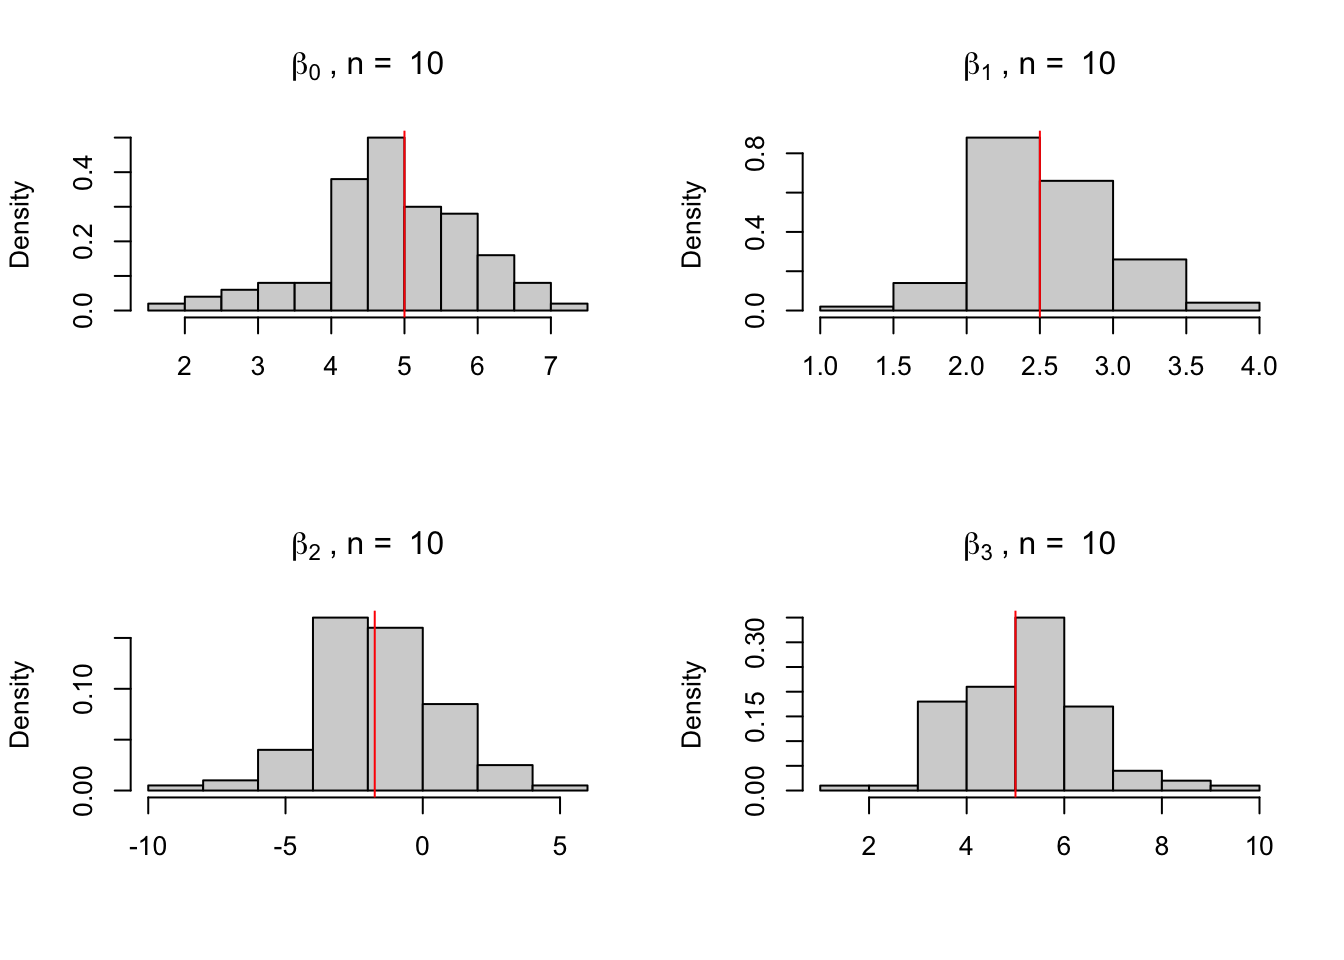 β0 , n = 10
Density
0.0 0.2 0.4
2 3 4 5 6 7
β1 , n = 10
Density
0.0 0.4 0.8
1.0 1.5 2.0 2.5 3.0 3.5 4.0
β2 , n = 10
Density
0.00 0.10
-10 -5 0 5
β3 , n = 10
Density
0.00 0.15 0.30
2 4 6 8 10